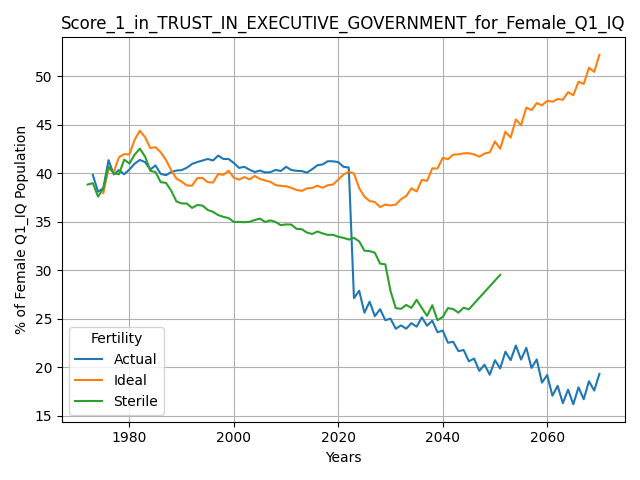 Score_1_in_TRUST_IN_EXECUTIVE_GOVERNMENT_for_Female_Q1_IQ
% of Female Q1_IQ Population
50
45
40
35
30
25
20
15
Fertility
Actual
Ideal
Sterile
1980
2000
2020
2040
2060
Years